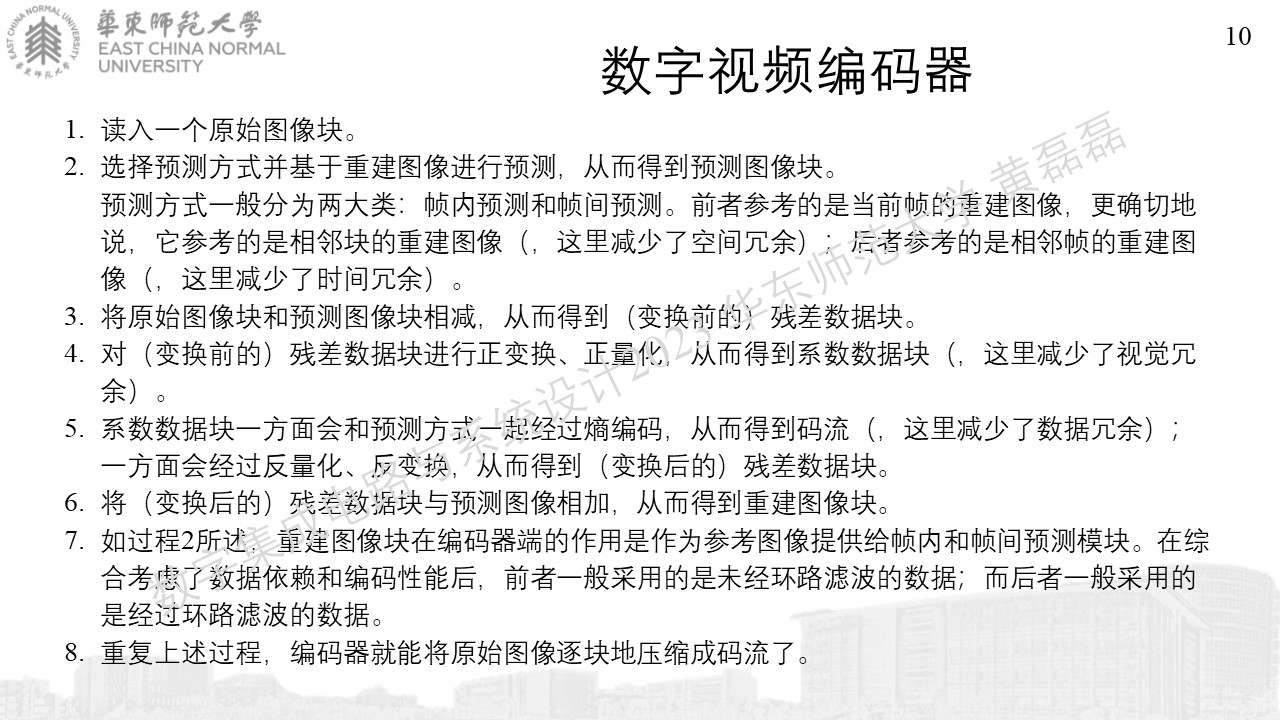 EAST CHINA NORMAL UNIVERSITY
華東師范大學
華東師范大學
EAST CHINA NORMAL
UNIVERSITY
10
数字视频编码器
1. 读入一个原始图像块。
2. 选择预测方式并基于重建图像进行预测，从而得到预测图像块。
预测方式一般分为两大类：帧内预测和帧间预测。前者参考的是当前帧的重建图像，更确切地
说，它参考的是相邻块的重建图像（，这里减少了空间冗余）；后者参考的是相邻帧的重建图
像（，这里减少了时间冗余）。
3. 将原始图像块和预测图像块相减，从而得到（变换前的）残差数据块。
4. 对（变换前的）残差数据块进行正变换、正量化，从而得到系数数据块（，这里减少了视觉冗
余）。
5. 系数数据块一方面会和预测方式一起经过熵编码，从而得到码流（，这里减少了数据冗余）；
一方面会经过反量化、反变换，从而得到（变换后的）残差数据块。
6. 将（变换后的）残差数据块与预测图像相加，从而得到重建图像块。
7. 如过程2所述，重建图像块在编码器端的作用是作为参考图像提供给帧内和帧间预测模块。在综
合考虑了数据依赖和编码性能后，前者一般采用的是未经环路滤波的数据；而后者一般采用的
是经过环路滤波的数据。
8. 重复上述过程，编码器就能将原始图像逐块地压缩成码流了。
数字集成电路与系统设计2023 华东师范大学 黄磊磊